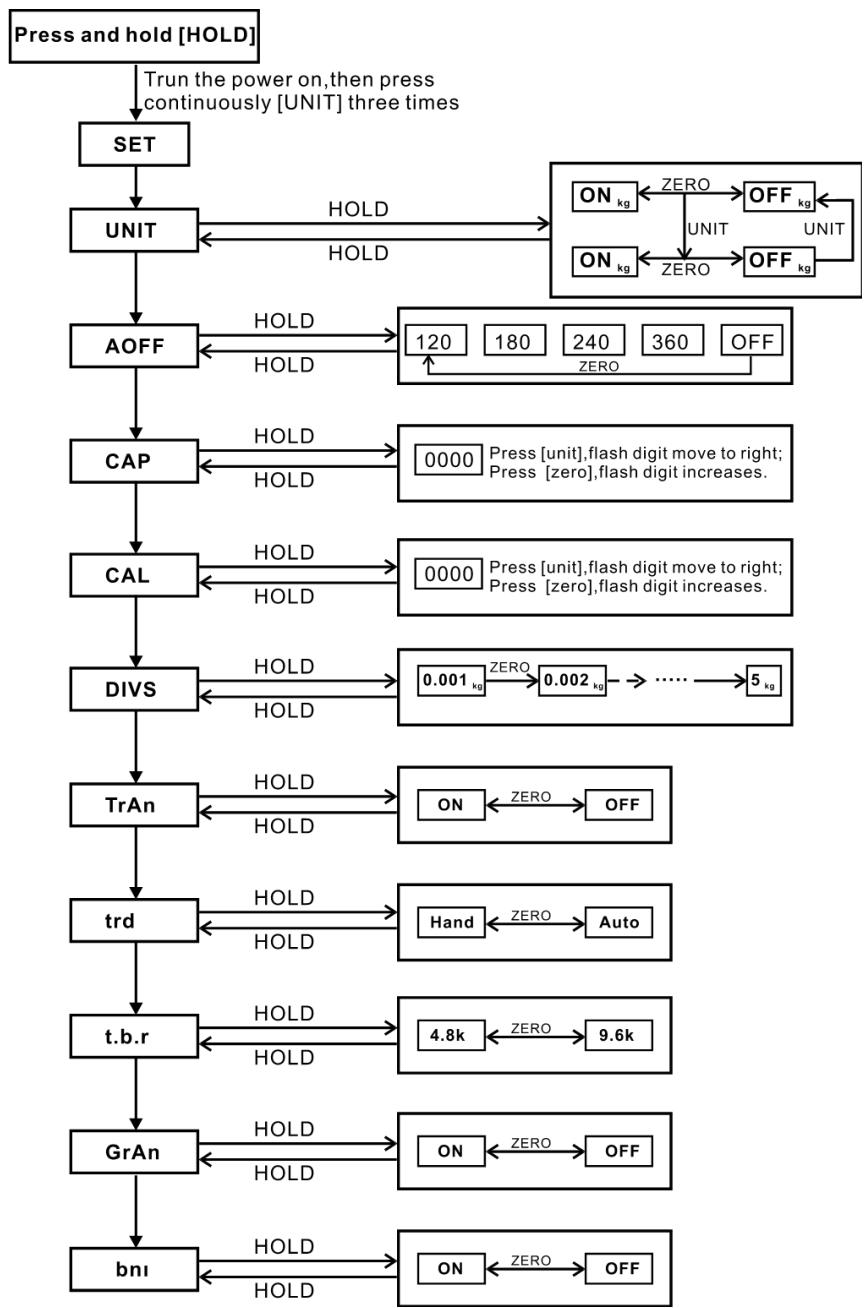 Press and hold [HOLD]
Trun the power on,then press
continuously [UNIT] three times
SET
UNIT
HOLD
HOLD
ON kg
ZERO
OFF kg
UNIT
UNIT
ON kg
ZERO
OFF kg
AOFF
HOLD
HOLD
120
180
240
360
OFF
ZERO
CAP
HOLD
HOLD
0000
Press [unit],flash digit move to right;
Press [zero],flash digit increases.
CAL
HOLD
HOLD
0000
Press [unit],flash digit move to right;
Press [zero],flash digit increases.
DIVS
HOLD
HOLD
0.001 kg
ZERO
0.002 kg
·····
5 kg
TrAn
HOLD
HOLD
ON
ZERO
OFF
trd
HOLD
HOLD
Hand
ZERO
Auto
t.b.r
HOLD
HOLD
4.8k
ZERO
9.6k
GrAn
HOLD
HOLD
ON
ZERO
OFF
bnı
HOLD
HOLD
ON
ZERO
OFF